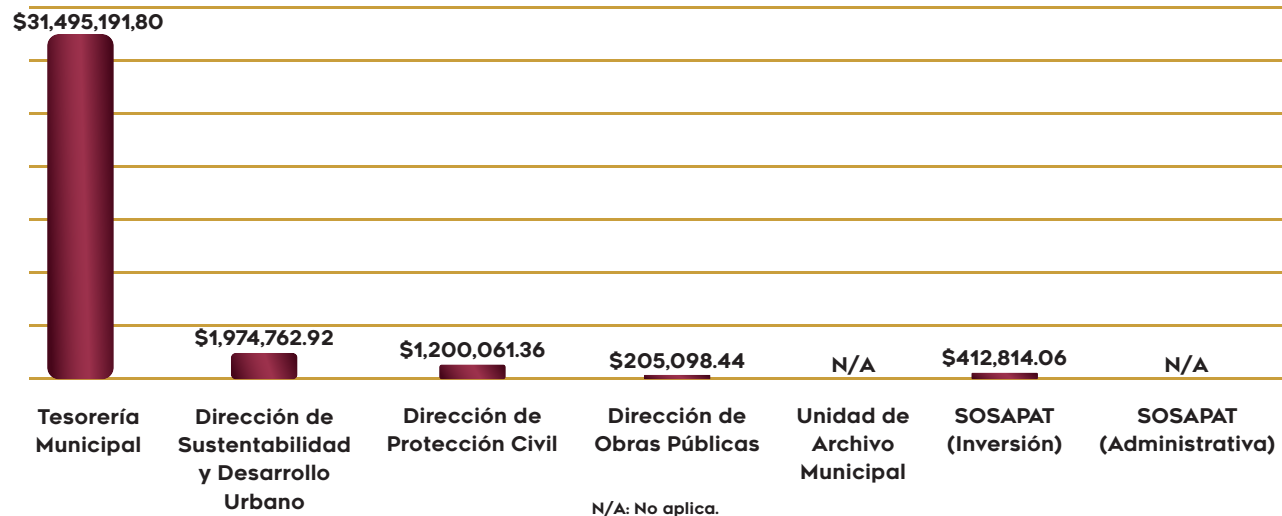 $31,495,191,80
$1,974,762.92
$1,200,061.36
$205,098.44
N/A
$412,814.06
N/A
Tesorería
Municipal
Dirección de
Sustentabilidad
y Desarrollo
Urbano
Dirección de
Protección Civil
Dirección de
Obras Públicas
Unidad de
Archivo
Municipal
SOSAPAT
(Inversión)
SOSAPAT
(Administrativa)
N/A: No aplica.